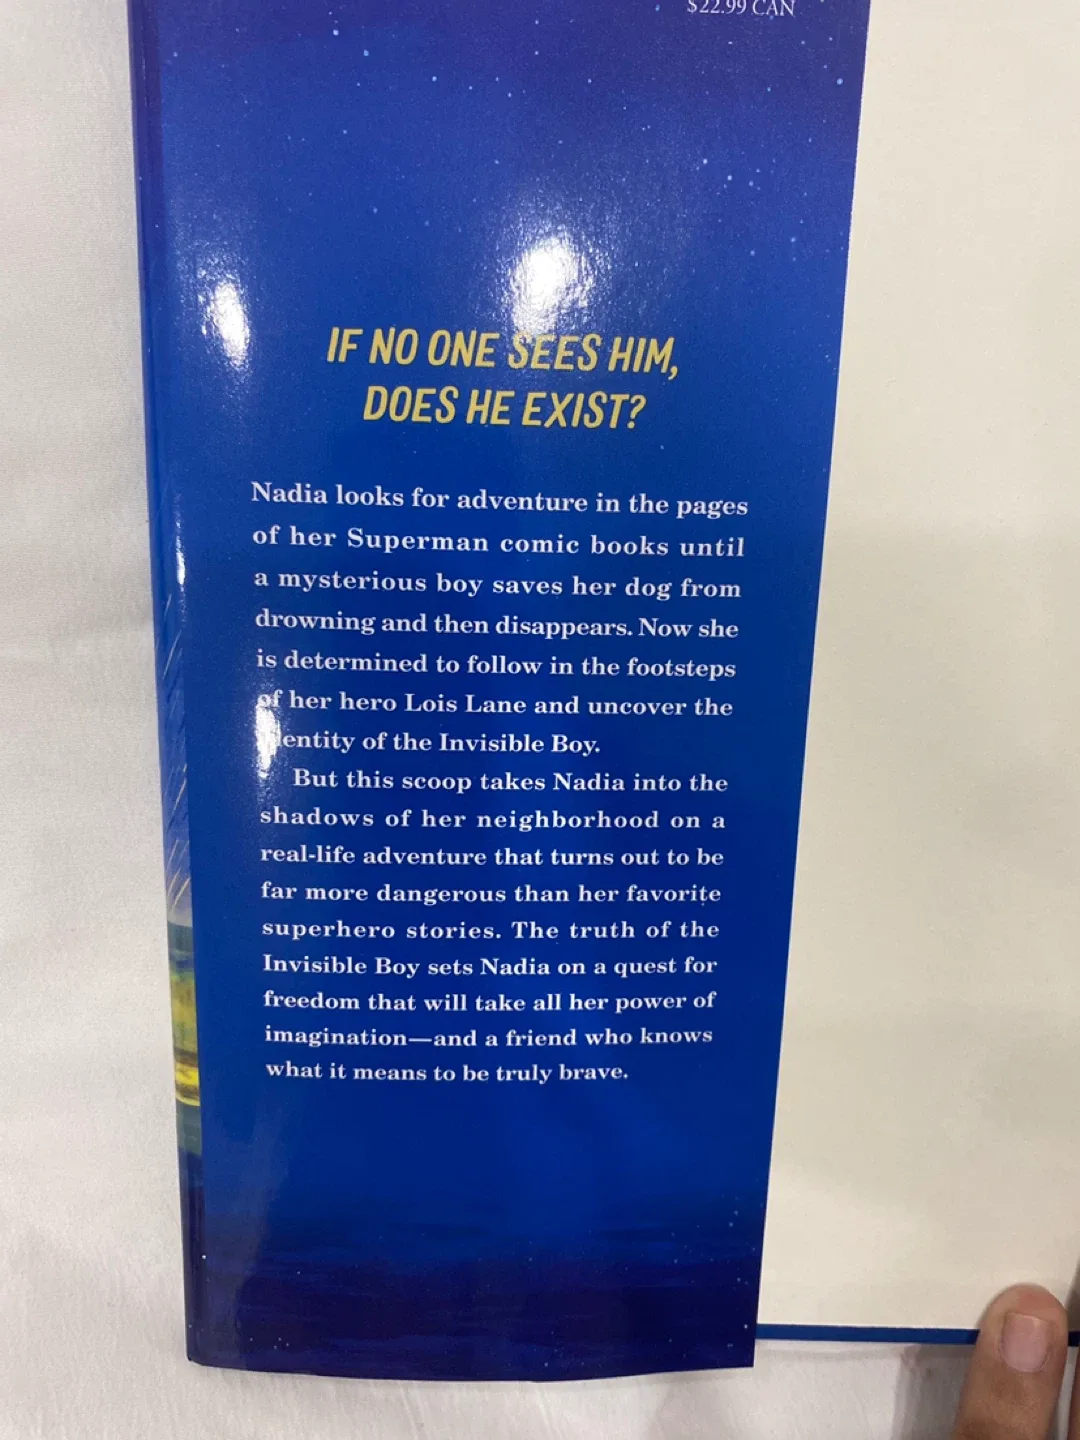 $22.99 CAN
IF NO ONE SEES HIM,
DOES HE EXIST?
Nadia looks for adventure in the pages
of her Superman comic books until
a mysterious boy saves her dog from
drowning and then disappears. Now she
is determined to follow in the footsteps
of her hero Lois Lane and uncover the
identity of the Invisible Boy.
But this scoop takes Nadia into the
shadows of her neighborhood on a
real-life adventure that turns out to be
far more dangerous than her favorite
superhero stories. The truth of the
Invisible Boy sets Nadia on a quest for
freedom that will take all her power of
imagination—and a friend who knows
what it means to be truly brave.